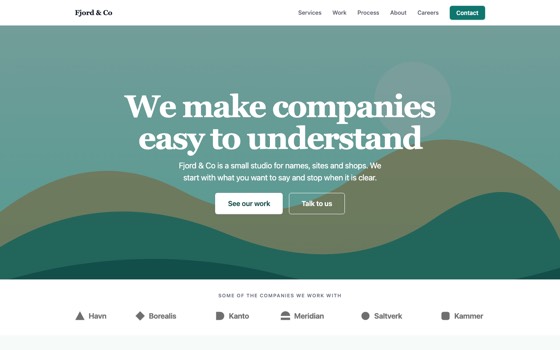 Fjord & Co
Services Work Process About Careers Contact
We make companies
easy to understand
Fjord & Co is a small studio for names, sites and shops. We
start with what you want to say and stop when it is clear.
See our work Talk to us
SOME OF THE COMPANIES WE WORK WITH
Havn Borealis Kanto Meridian Saltverk Kammer